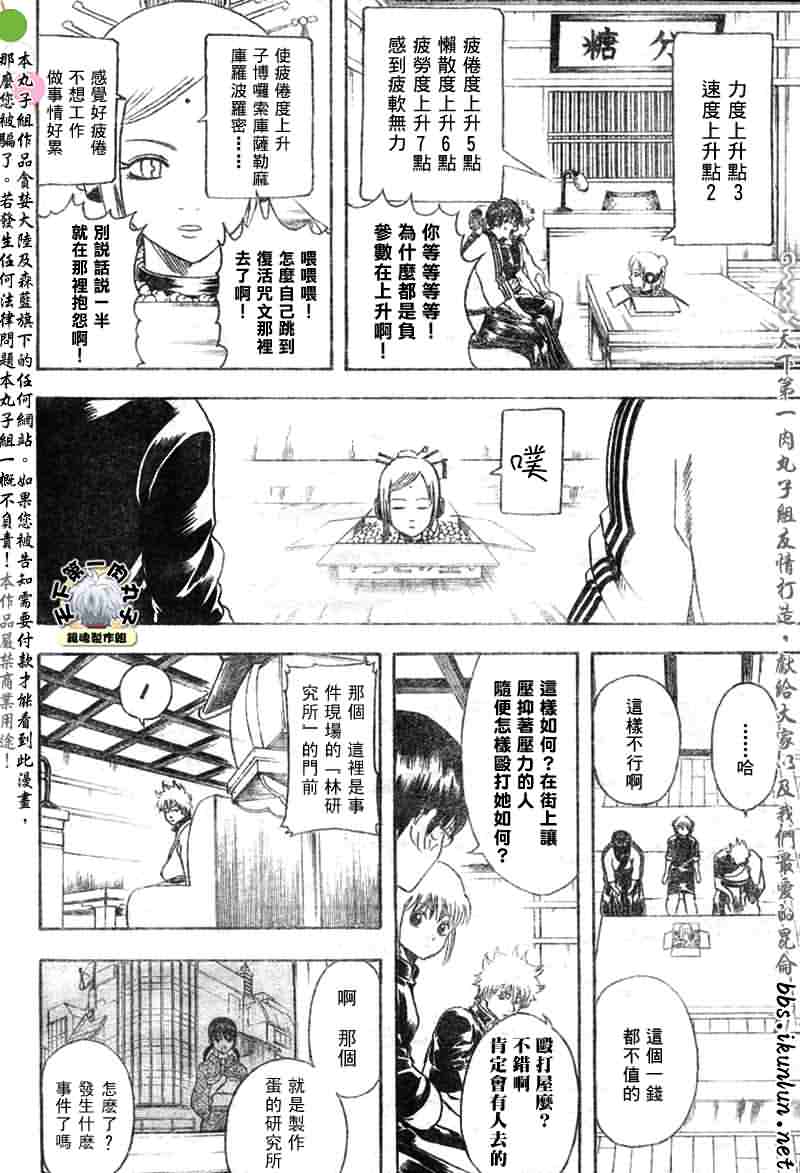 分糖
力度上升點3
速度上升點2
疲倦度上升5點
懶散度上升6點
疲勞度上升7點
感到疲軟無力
你等等等等！
為什麼都是負
參數在上升啊！
使疲倦度上升
子博囉索庫薩勒麻
庫羅波羅密……
喂喂喂！
怎麼自己跳到
復活咒文那裡
去了啊！
感覺好疲倦
不想工作
做事情好累
別説話説一半
就在那裡抱怨啊！
噗
……哈
這樣不行啊
這個一錢
都不值的
這樣如何？在街上讓
壓抑著壓力的人
隨便怎樣毆打她如何？
毆打屋麼？
不錯啊
肯定會有人去的
那個 這裡是事
件現場的「林研
究所」的門前
！
啊 那個
就是製作
蛋的研究所
怎麽了？
發生什麽
事件了嗎
天下第一肉丸子組友情打造，獻給大家以及我們最愛的昆侖
bbs.ikunlun.net
本丸子組作品貪婪大陸及森藍旗下的任何網站。如果您被告知需要付款才能看到此漫畫，
那麼您被騙了。若發生任何法律問題本丸子組一概不負責！本作品嚴禁商業用途！
天下第一肉丸子
銀魂製作組